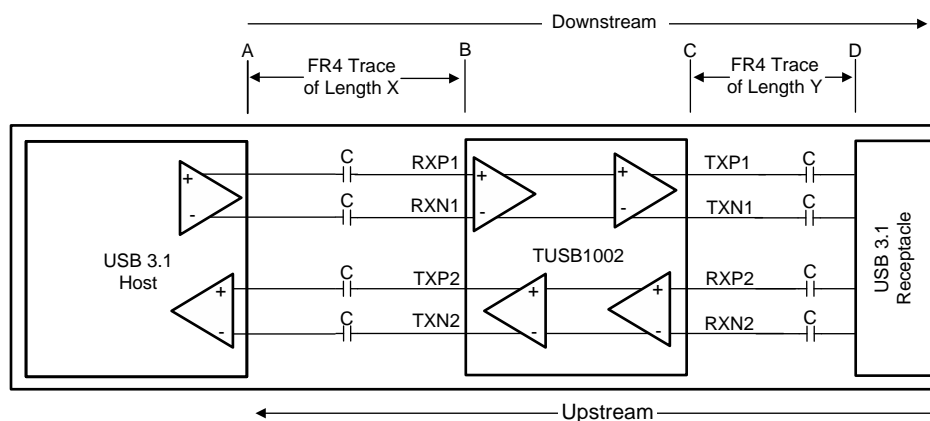 Downstream
A
B
C
D
FR4 Trace
of Length X
FR4 Trace
of Length Y
C
RXP1
TXP1
C
+
+
+
C
RXN1
TXN1
C
-
-
-
USB 3.1
Host
TUSB1002
USB 3.1
Receptacle
C
TXP2
RXP2
C
+
+
+
C
TXN2
RXN2
C
-
-
-
Upstream